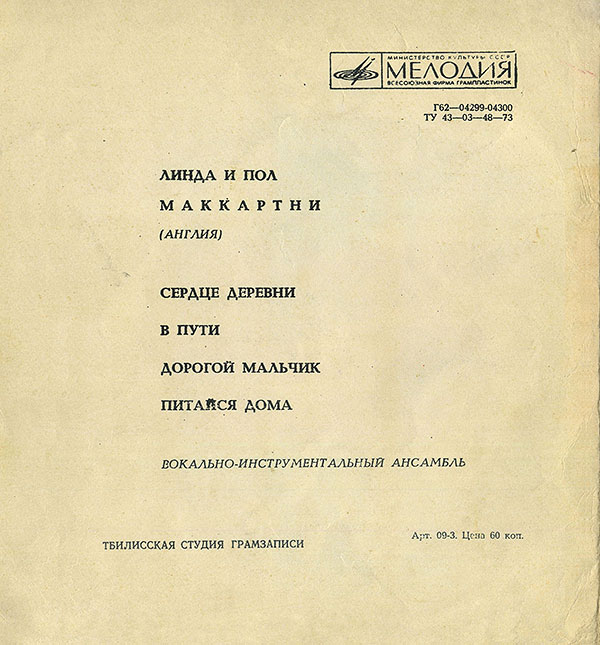 МИНИСТЕРСТВО КУЛЬТУРЫ СССР
МЕЛОДИЯ
ВСЕСОЮЗНАЯ ФИРМА ГРАМПЛАСТИНОК
Г62—04299-04300
ТУ 43—03—48—73
ЛИНДА И ПОЛ
МАККАРТНИ
(АНГЛИЯ)
СЕРДЦЕ ДЕРЕВНИ
В ПУТИ
ДОРОГОЙ МАЛЬЧИК
ПИТАЙСЯ ДОМА
ВОКАЛЬНО-ИНСТРУМЕНТАЛЬНЫЙ АНСАМБЛЬ
ТБИЛИССКАЯ СТУДИЯ ГРАМЗАПИСИ
Арт. 09-3. Цена 60 коп.